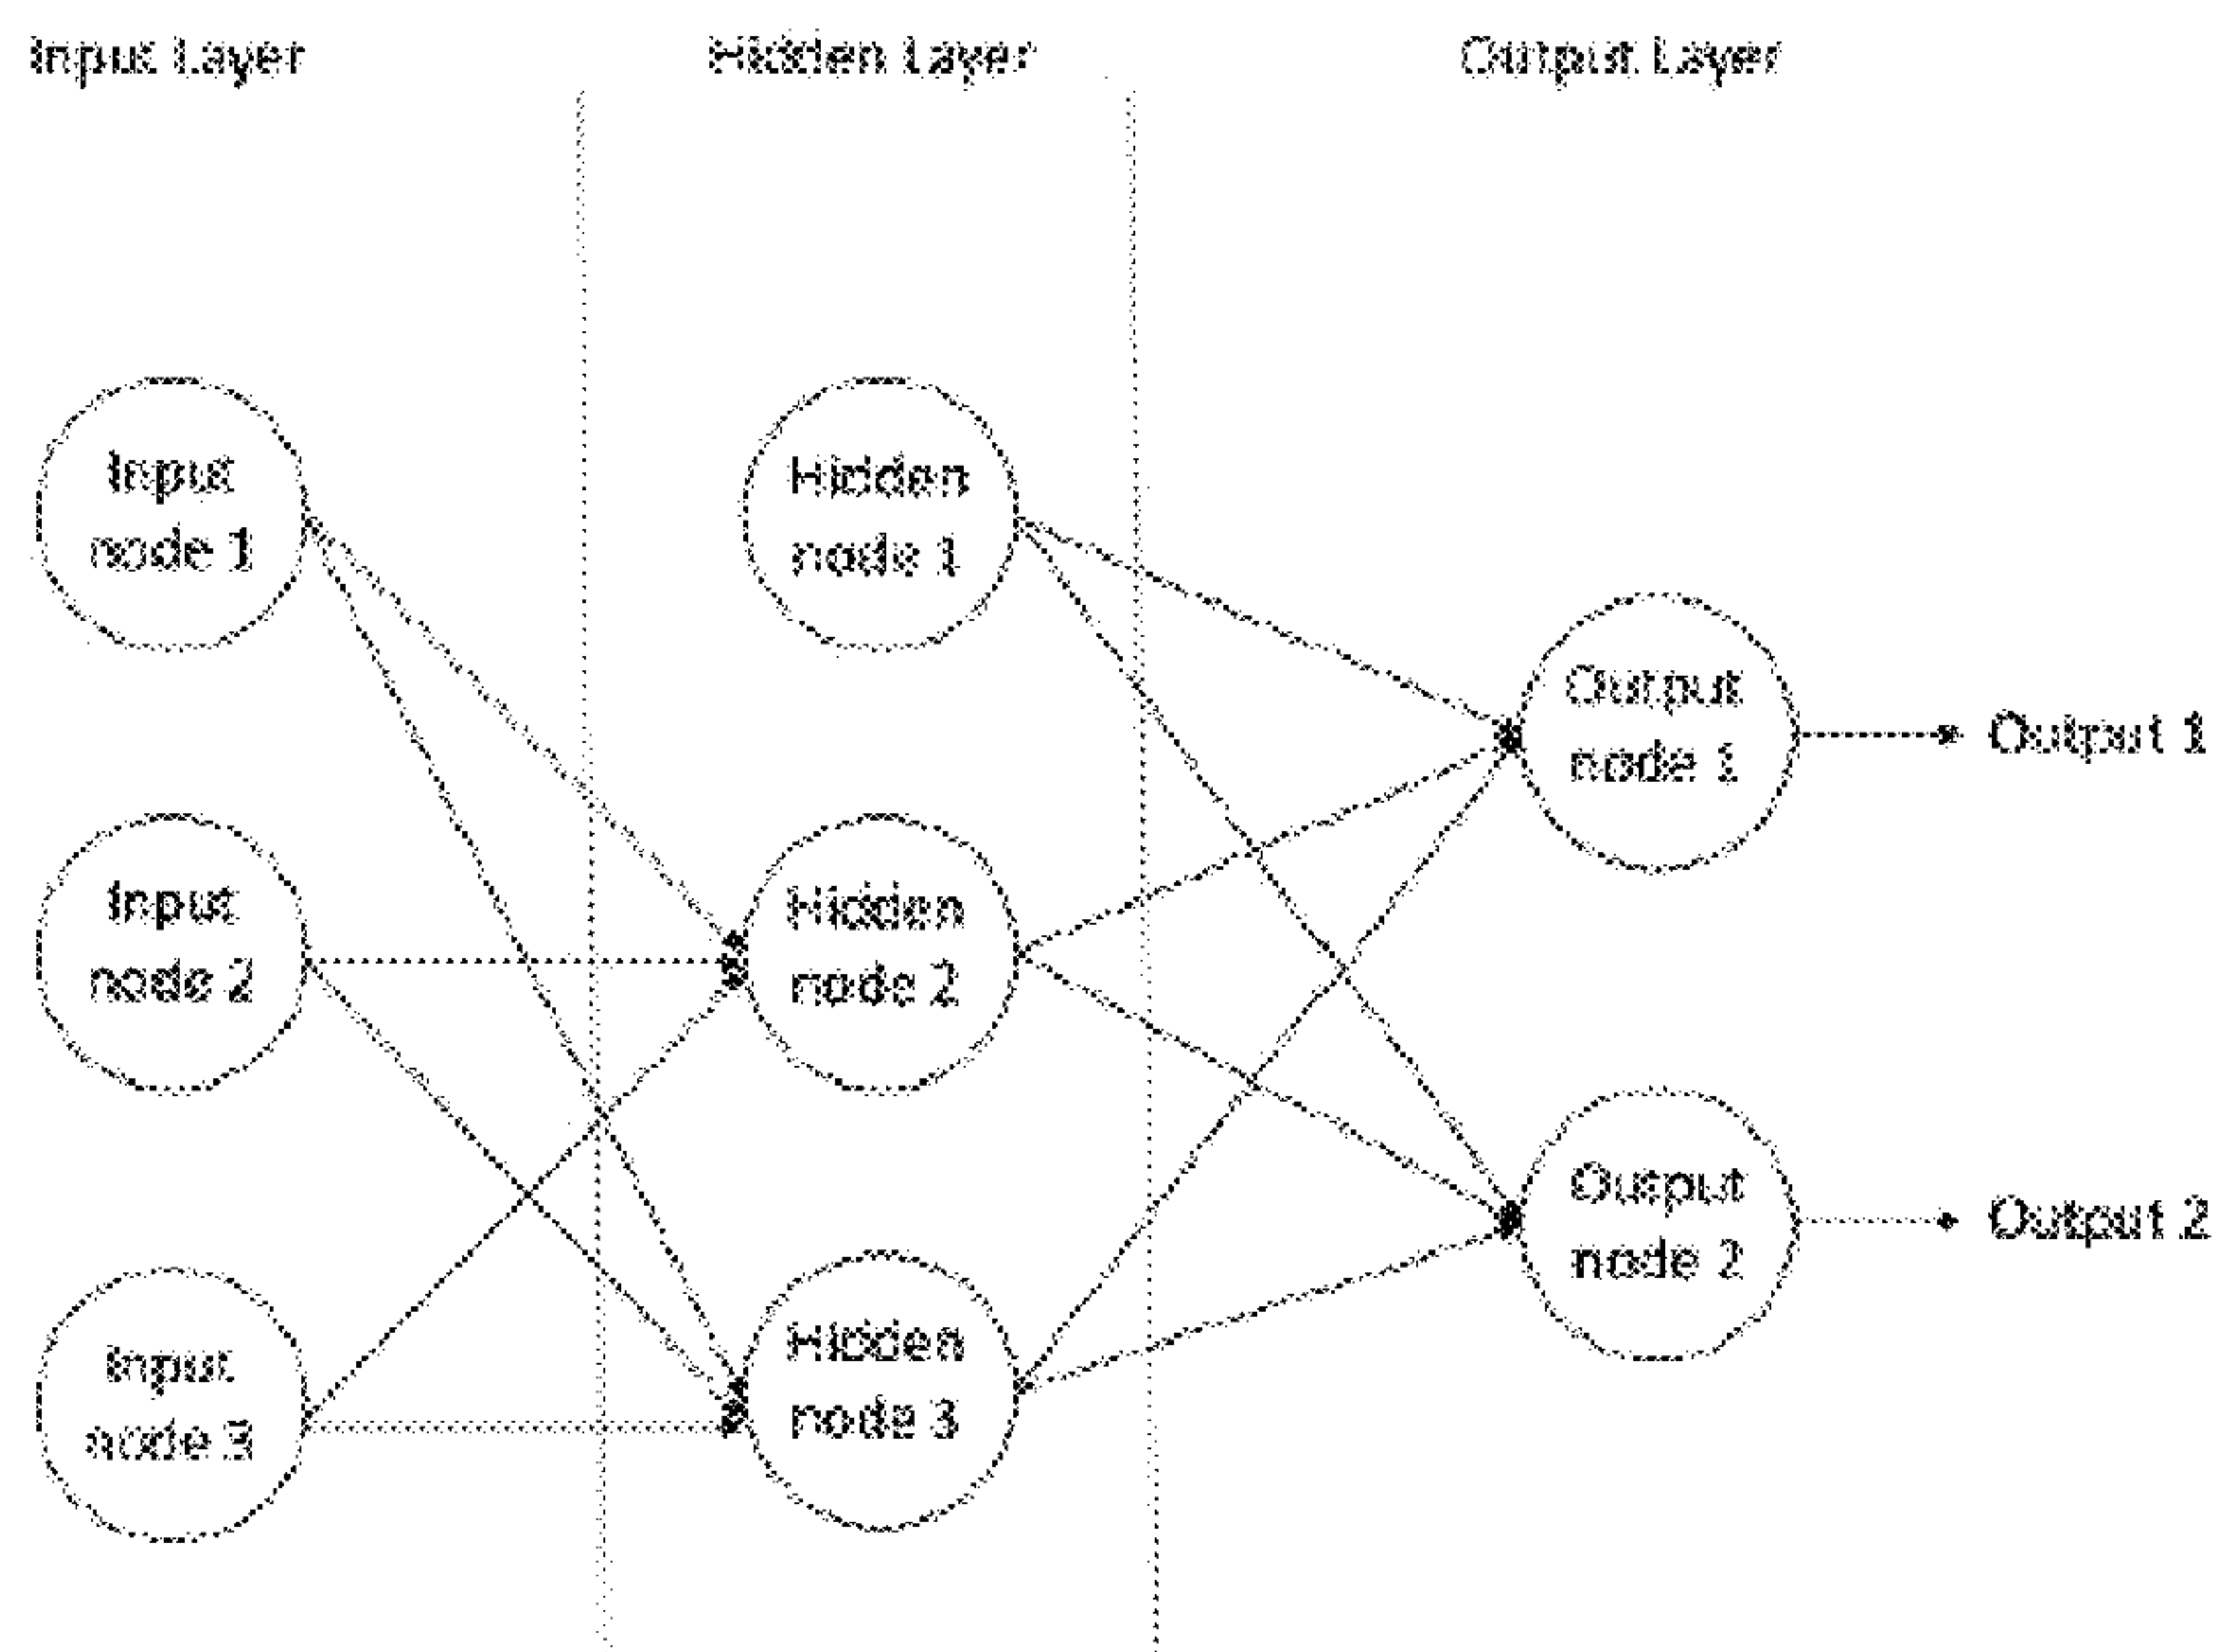 Input Layer
Hidden Layer
Output Layer
Input
node 1
Hidden
node 1
Output
node 1
Output 1
Input
node 2
Hidden
node 2
Output
node 2
Output 2
Input
node 3
Hidden
node 3